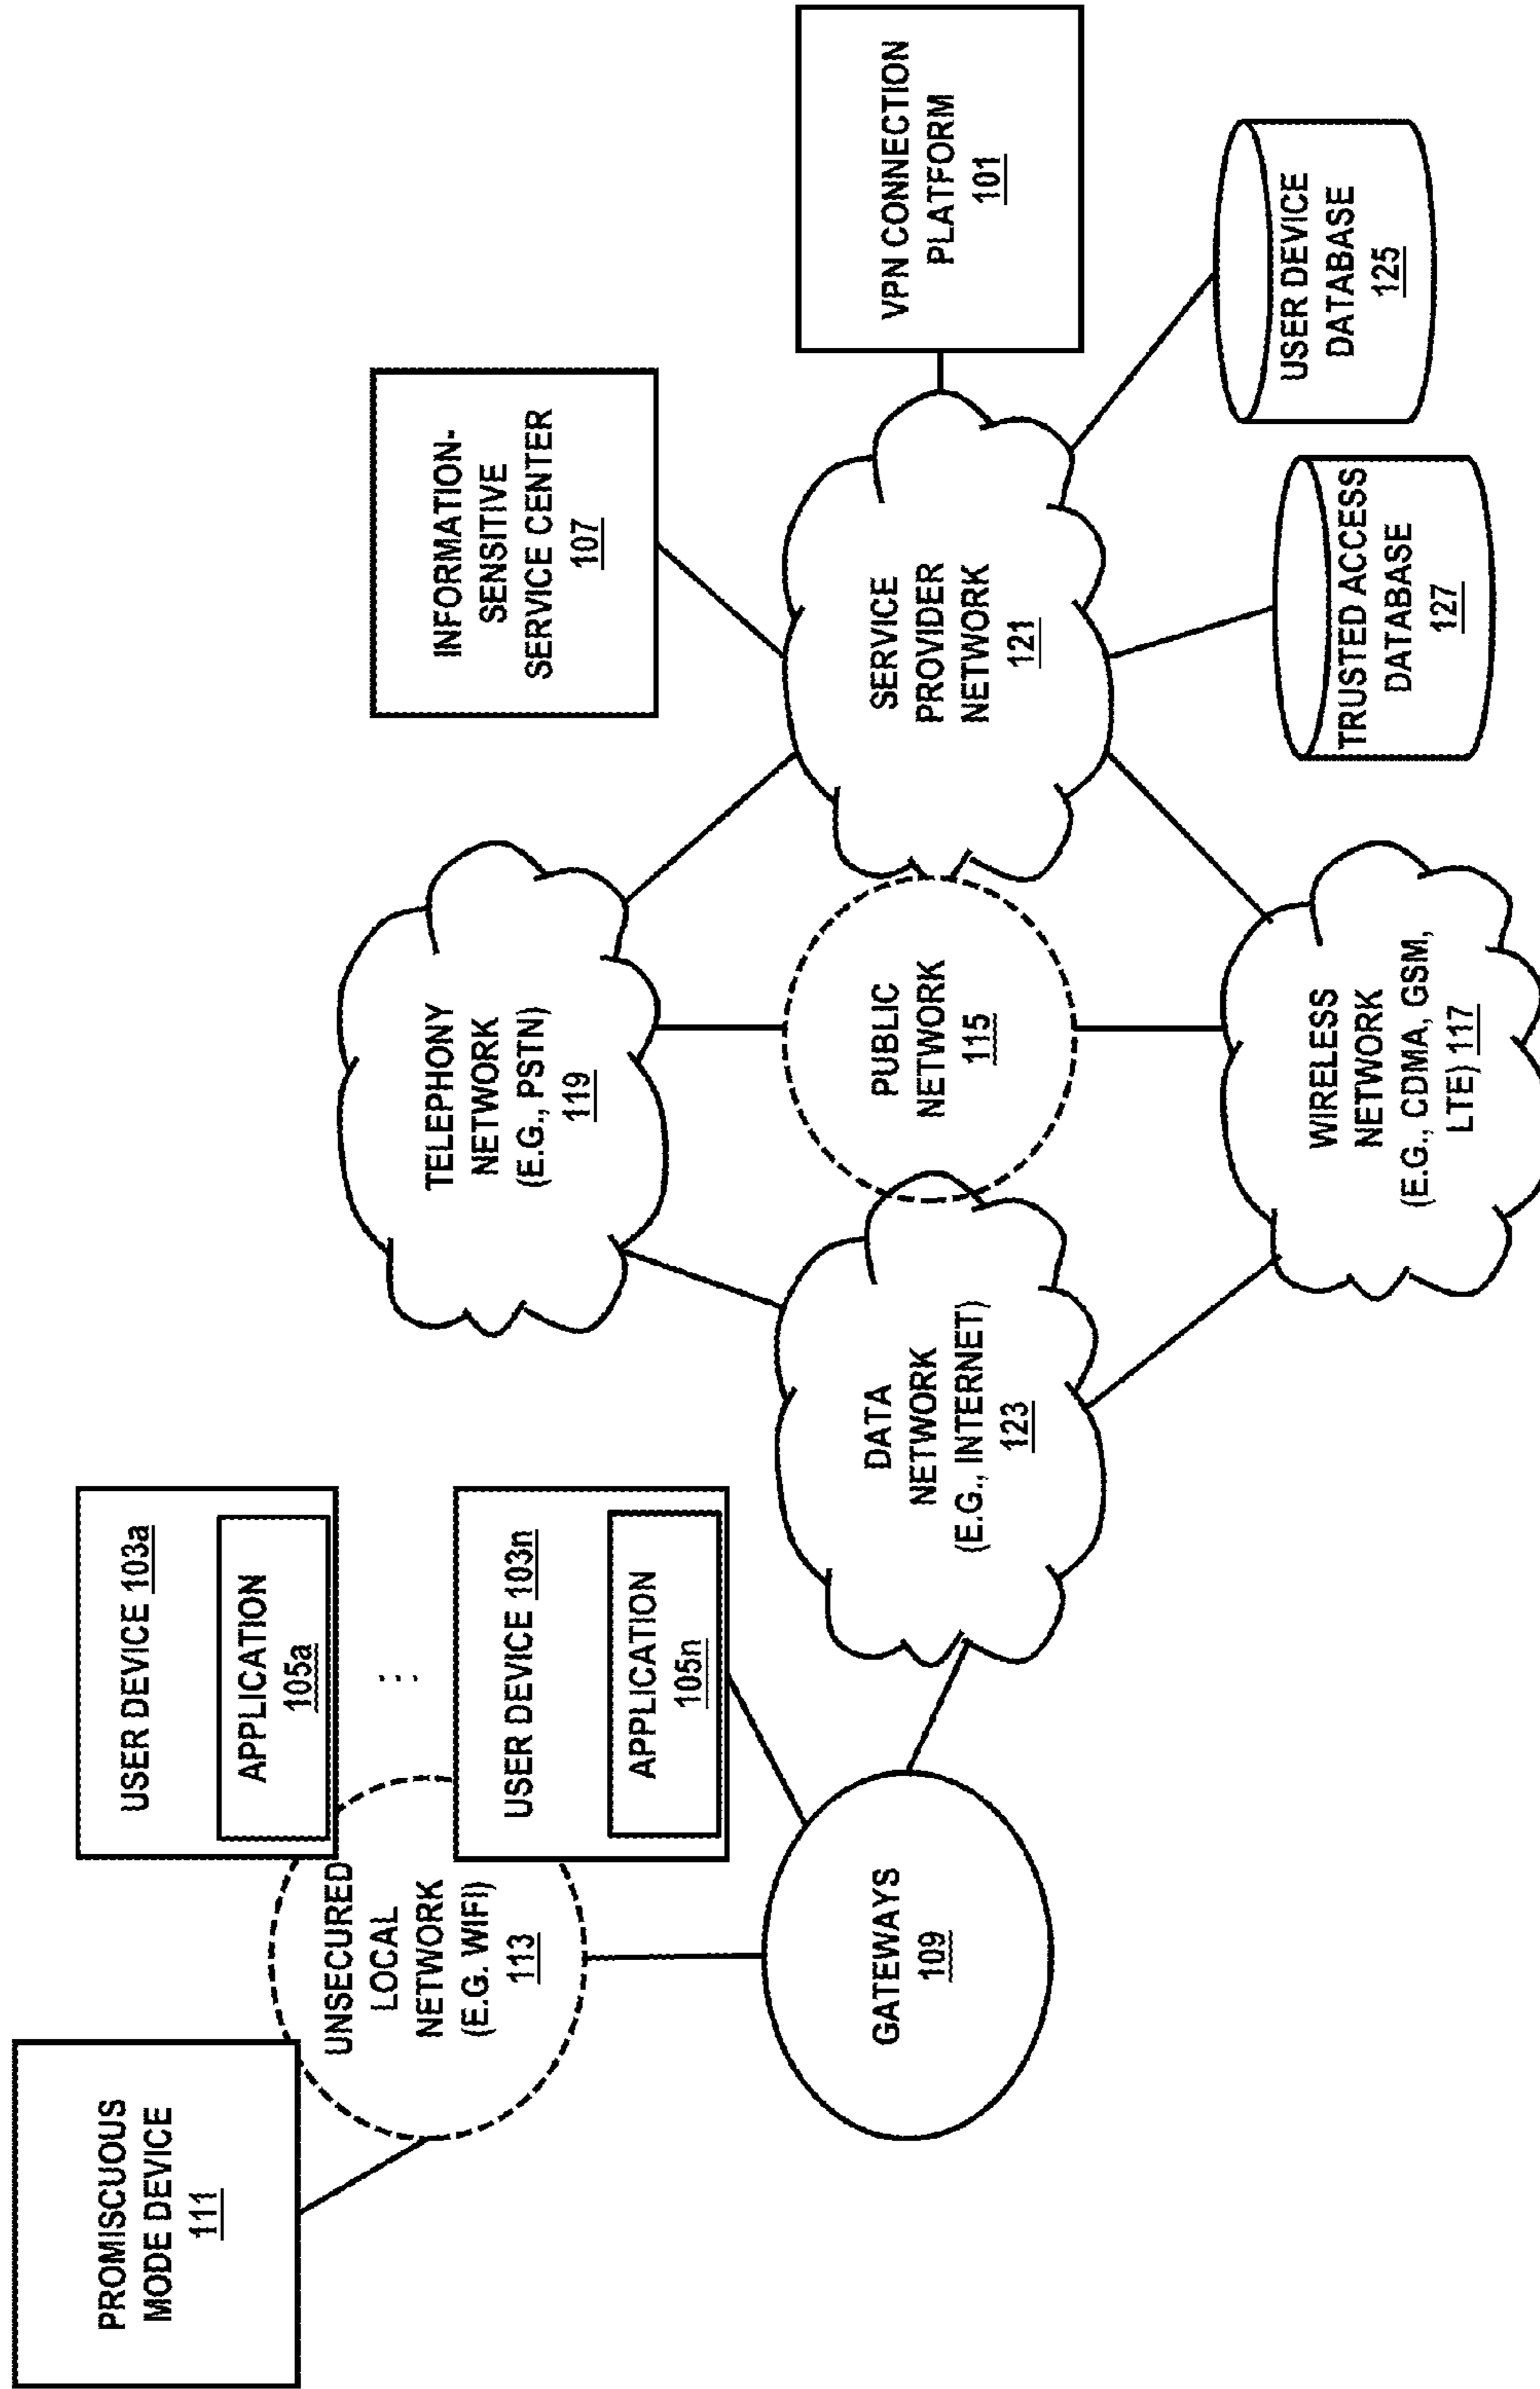 PROMISCUOUS
MODE DEVICE
111
UNSECURED
LOCAL
NETWORK
(E.G. WIFI)
113
USER DEVICE 103a
APPLICATION
105a
...
USER DEVICE 103n
APPLICATION
105n
GATEWAYS
109
TELEPHONY
NETWORK
(E.G., PSTN)
119
DATA
NETWORK
(E.G., INTERNET)
123
PUBLIC
NETWORK
115
WIRELESS
NETWORK
(E.G., CDMA, GSM,
LTE) 117
INFORMATION-
SENSITIVE
SERVICE CENTER
107
SERVICE
PROVIDER
NETWORK
121
VPN CONNECTION
PLATFORM
101
TRUSTED ACCESS
DATABASE
127
USER DEVICE
DATABASE
125